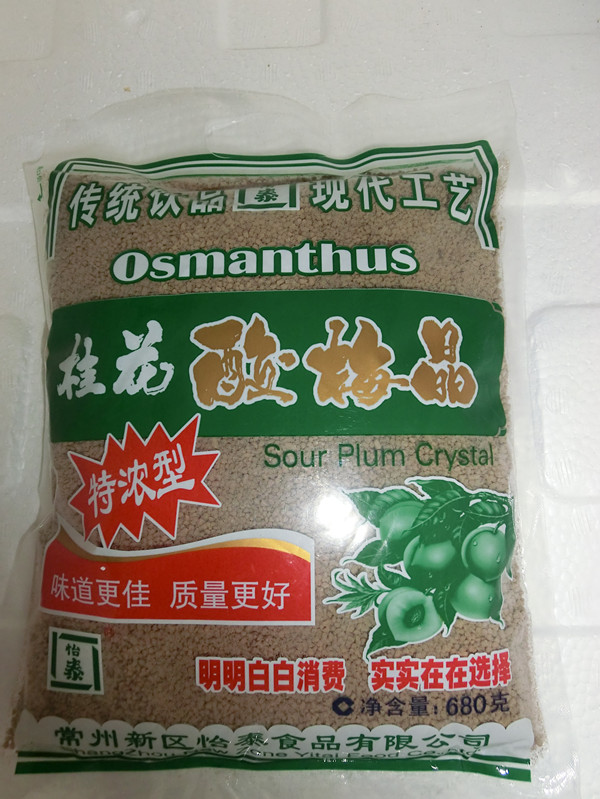 传统饮品 泰 现代工艺
Osmanthus
桂花酸梅晶
Sour Plum Crystal
特浓型
味道更佳 质量更好
怡泰
明明白白消费 实实在在选择
净含量:680克
常州新区怡泰食品有限公司